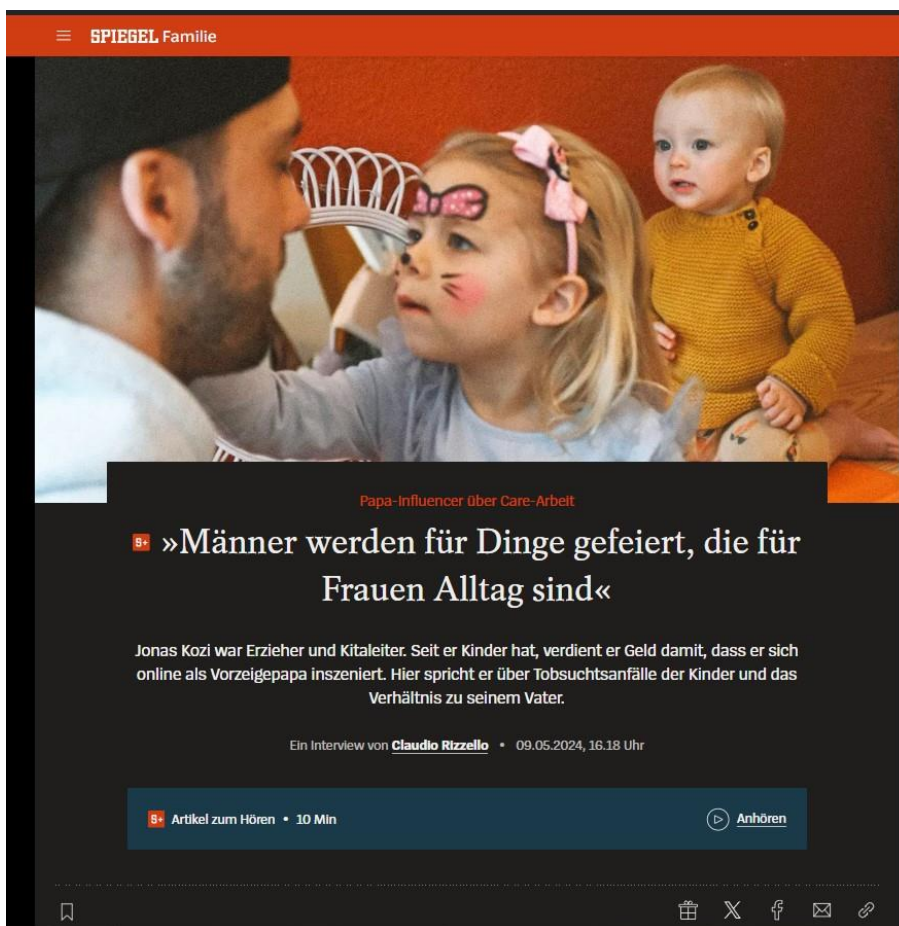 SPIEGEL Familie
Papa-Influencer über Care-Arbeit
S+ »Männer werden für Dinge gefeiert, die für
Frauen Alltag sind«
Jonas Kozi war Erzieher und Kitaleiter. Seit er Kinder hat, verdient er Geld damit, dass er sich
online als Vorzeigepapa inszeniert. Hier spricht er über Tobsuchtsanfälle der Kinder und das
Verhältnis zu seinem Vater.
Ein Interview von Claudio Rizzello • 09.05.2024, 16.18 Uhr
S+ Artikel zum Hören • 10 Min Anhören